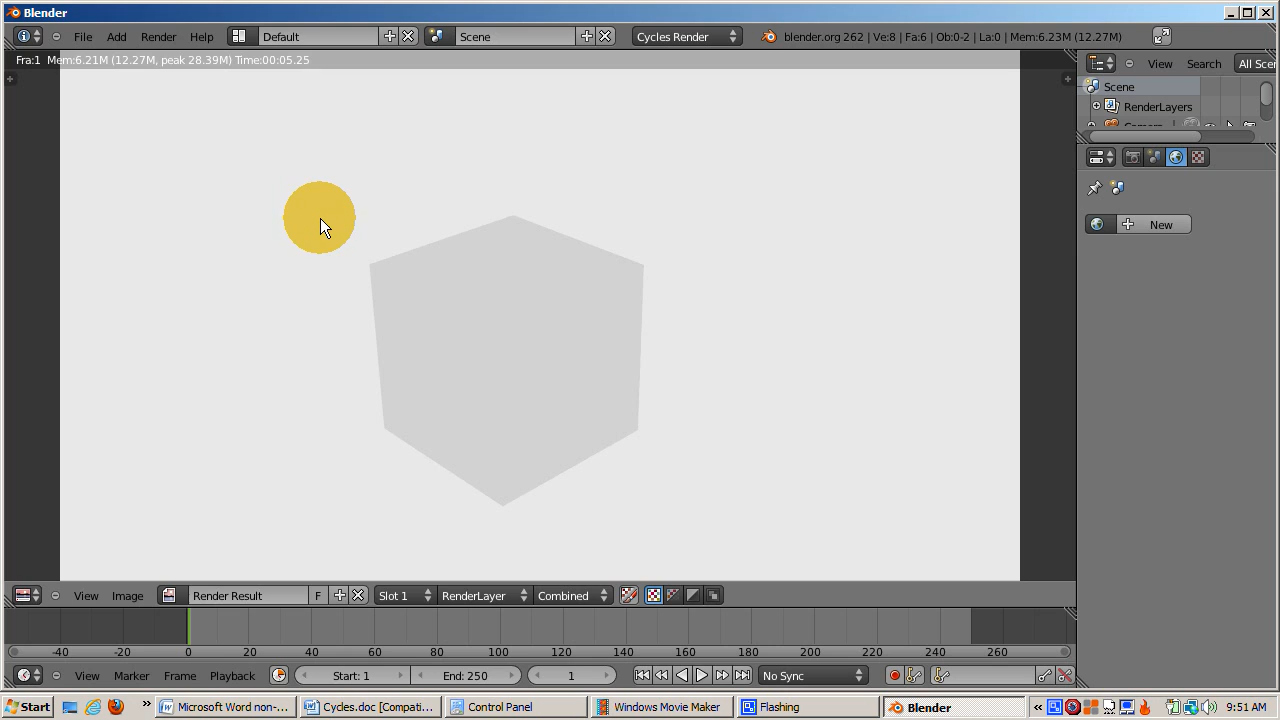 Blender
File Add Render Help Default Scene Cycles Render blender.org 262 | Ve:8 | Fa:6 | Ob:0-2 | La:0 | Mem:6.23M (12.27M)
Fra:1 Mem:6.21M (12.27M, peak 28.39M) Time:00:05.25
View Search All Scen
Scene
RenderLayers
Camera
New
View Image Render Result F Slot 1 RenderLayer Combined
-40 -20 0 20 40 60 80 100 120 140 160 180 200 220 240 260
View Marker Frame Playback Start: 1 End: 250 1 No Sync
Start » Microsoft Word non-... Cycles.doc [Compati... Control Panel Windows Movie Maker Flashing Blender « 9:51 AM